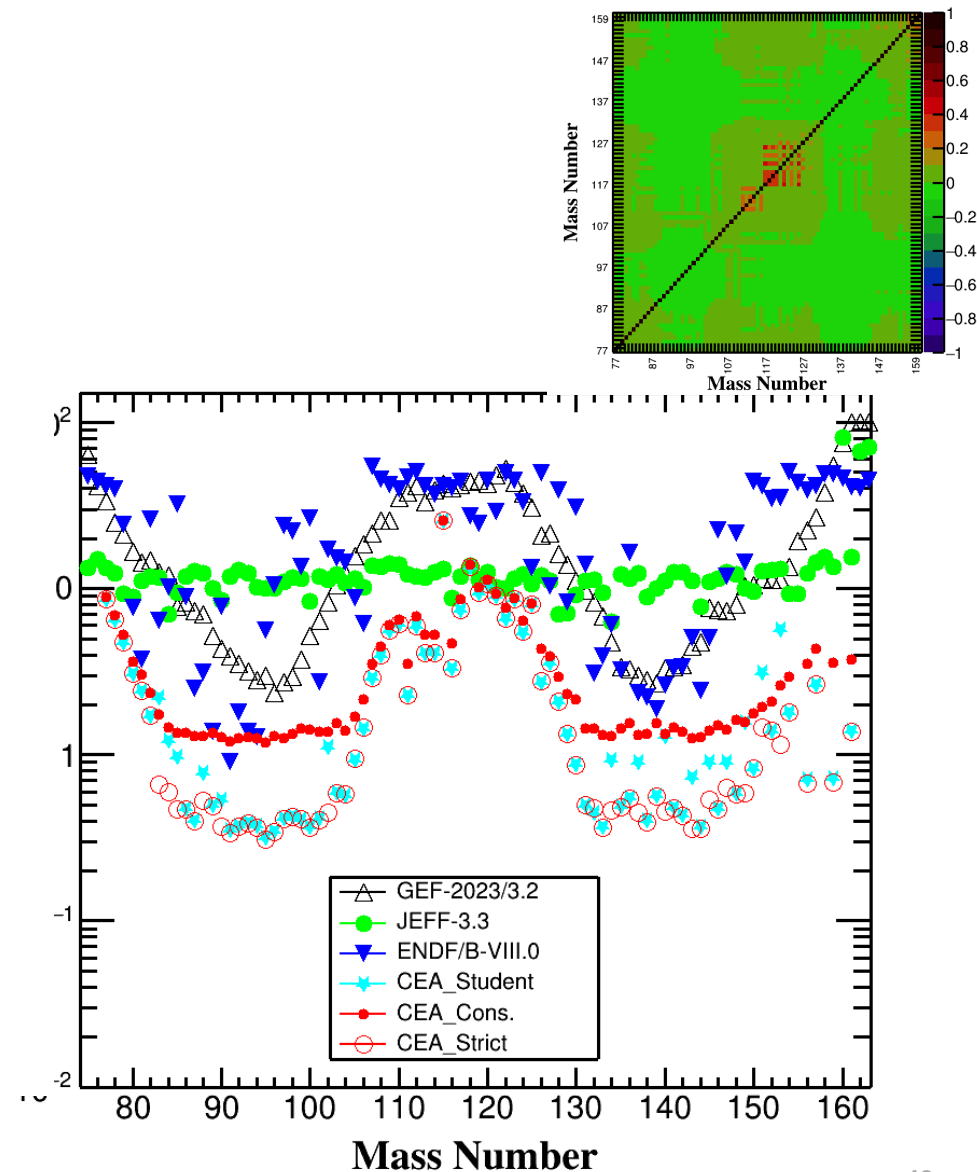 159
147
137
127
117
107
97
87
77
Mass Number
77 87 97 107 117 127 137 147 159
Mass Number
1
0.8
0.6
0.4
0.2
0
−0.2
−0.4
−0.6
−0.8
−1
2
0
1
−1
−2
80 90 100 110 120 130 140 150 160
Mass Number
GEF-2023/3.2
JEFF-3.3
ENDF/B-VIII.0
CEA_Student
CEA_Cons.
CEA_Strict